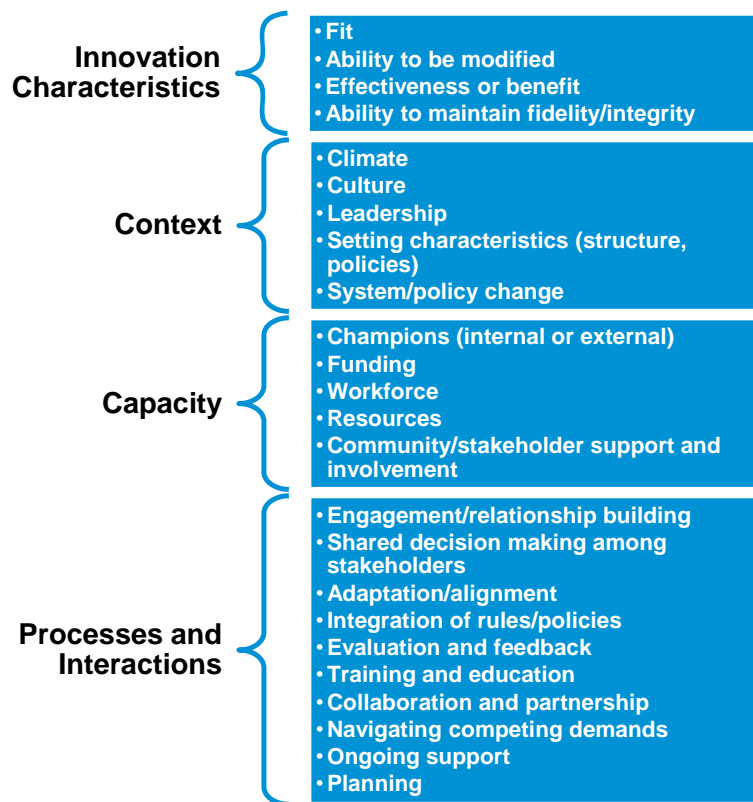 Innovation
Characteristics
• Fit
• Ability to be modified
• Effectiveness or benefit
• Ability to maintain fidelity/integrity
Context
• Climate
• Culture
• Leadership
• Setting characteristics (structure,
policies)
• System/policy change
Capacity
• Champions (internal or external)
• Funding
• Workforce
• Resources
• Community/stakeholder support and
involvement
Processes and
Interactions
• Engagement/relationship building
• Shared decision making among
stakeholders
• Adaptation/alignment
• Integration of rules/policies
• Evaluation and feedback
• Training and education
• Collaboration and partnership
• Navigating competing demands
• Ongoing support
• Planning